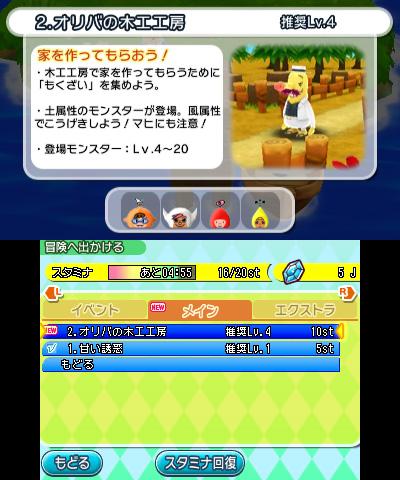 2.オリバの木工工房
推奨Lv.4
家を作ってもらおう!
・木工工房で家を作ってもらうために
「もくざい」を集めよう。
・土属性のモンスターが登場。風属性
でこうげきしよう!マヒにも注意!
・登場モンスター:Lv.4〜20
冒険へ出かける
スタミナ あと04:55 16/20st 5 J
L R
イベント NEW メイン エクストラ
NEW 2.オリバの木工工房 推奨Lv.4 10st
1.甘い誘惑 推奨Lv.1 5st
もどる
もどる スタミナ回復